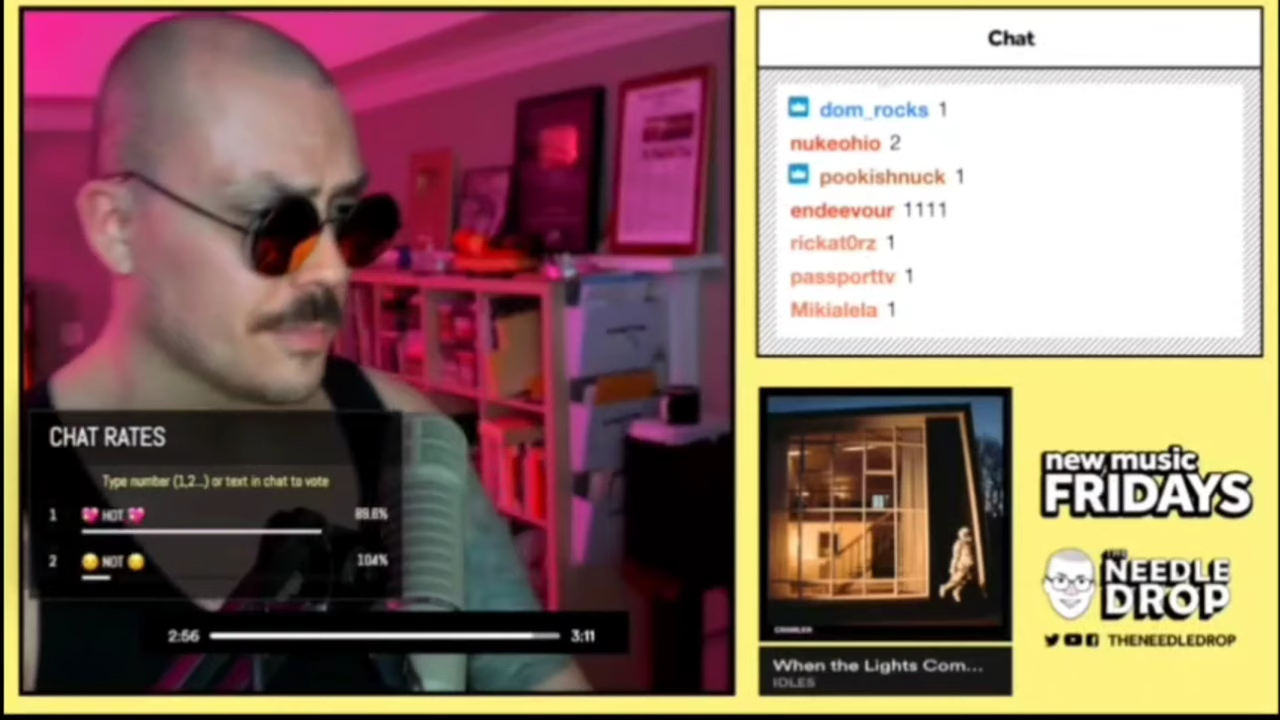 Chat
dom_rocks 1
nukeohio 2
pookishnuck 1
endeevour 1111
rickat0rz 1
passporttv 1
Mikialela 1
CHAT RATES
Type number (1,2...) or text in chat to vote
1 💖 HOT 💖 89.6%
2 NOT 10.4%
2:56 3:11
CRAWLER
When the Lights Com...
IDLES
new music
FRIDAYS
THE
NEEDLE
DROP
THENEEDLEDROP